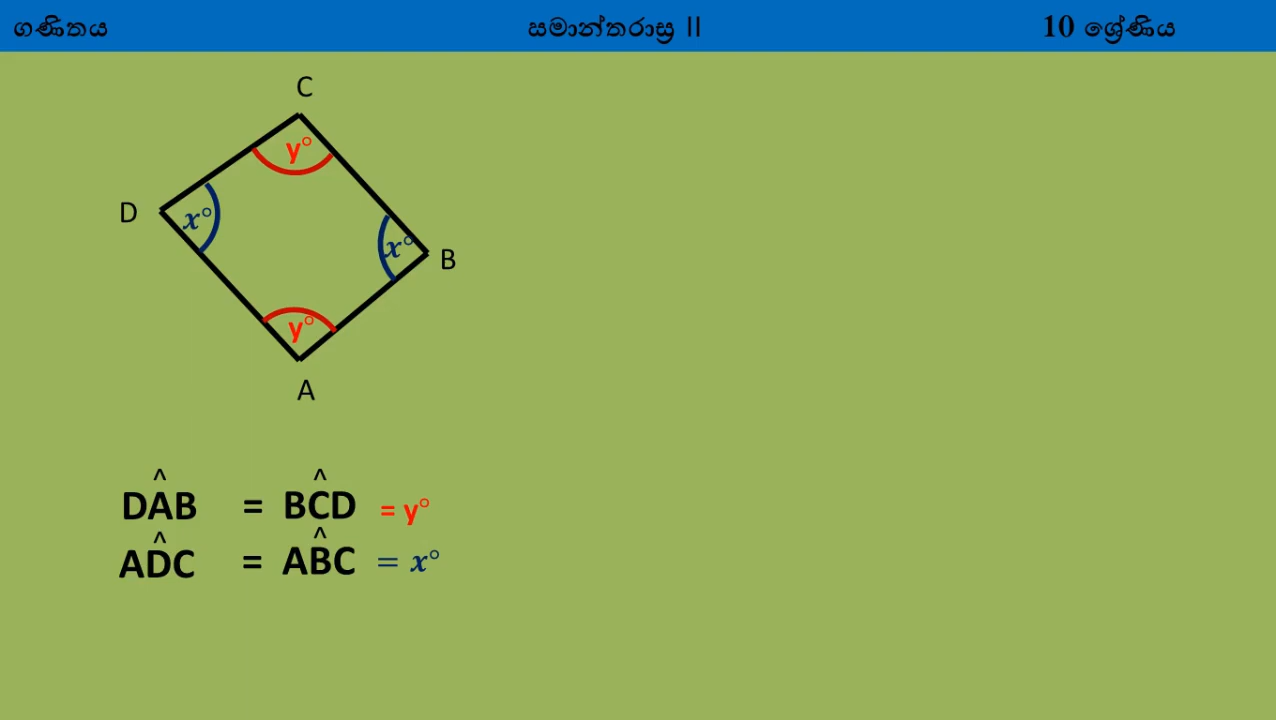 ගණිතය සමාන්තරාස්‍ර II 10 ශ්‍රේණිය
C
y°
D x°
x° B
y°
A
DÂB = BĈD = y°
AD̂C = AB̂C = x°